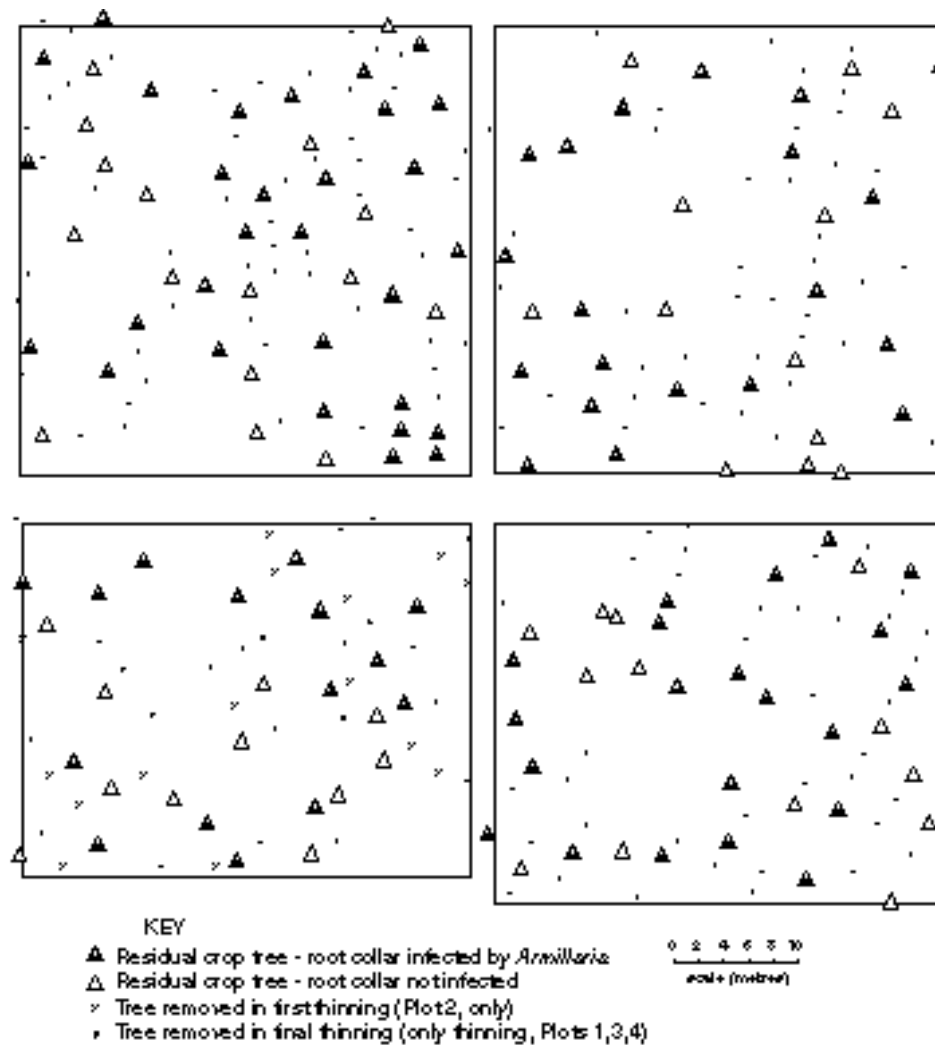 KEY
Residual crop tree - root collar infected by Armillaria
Residual crop tree - root collar not infected
Tree removed in first thinning (Plot 2, only)
Tree removed in final thinning (only thinning, Plots 1,3,4)
0 2 4 6 8 10
scale (metres)